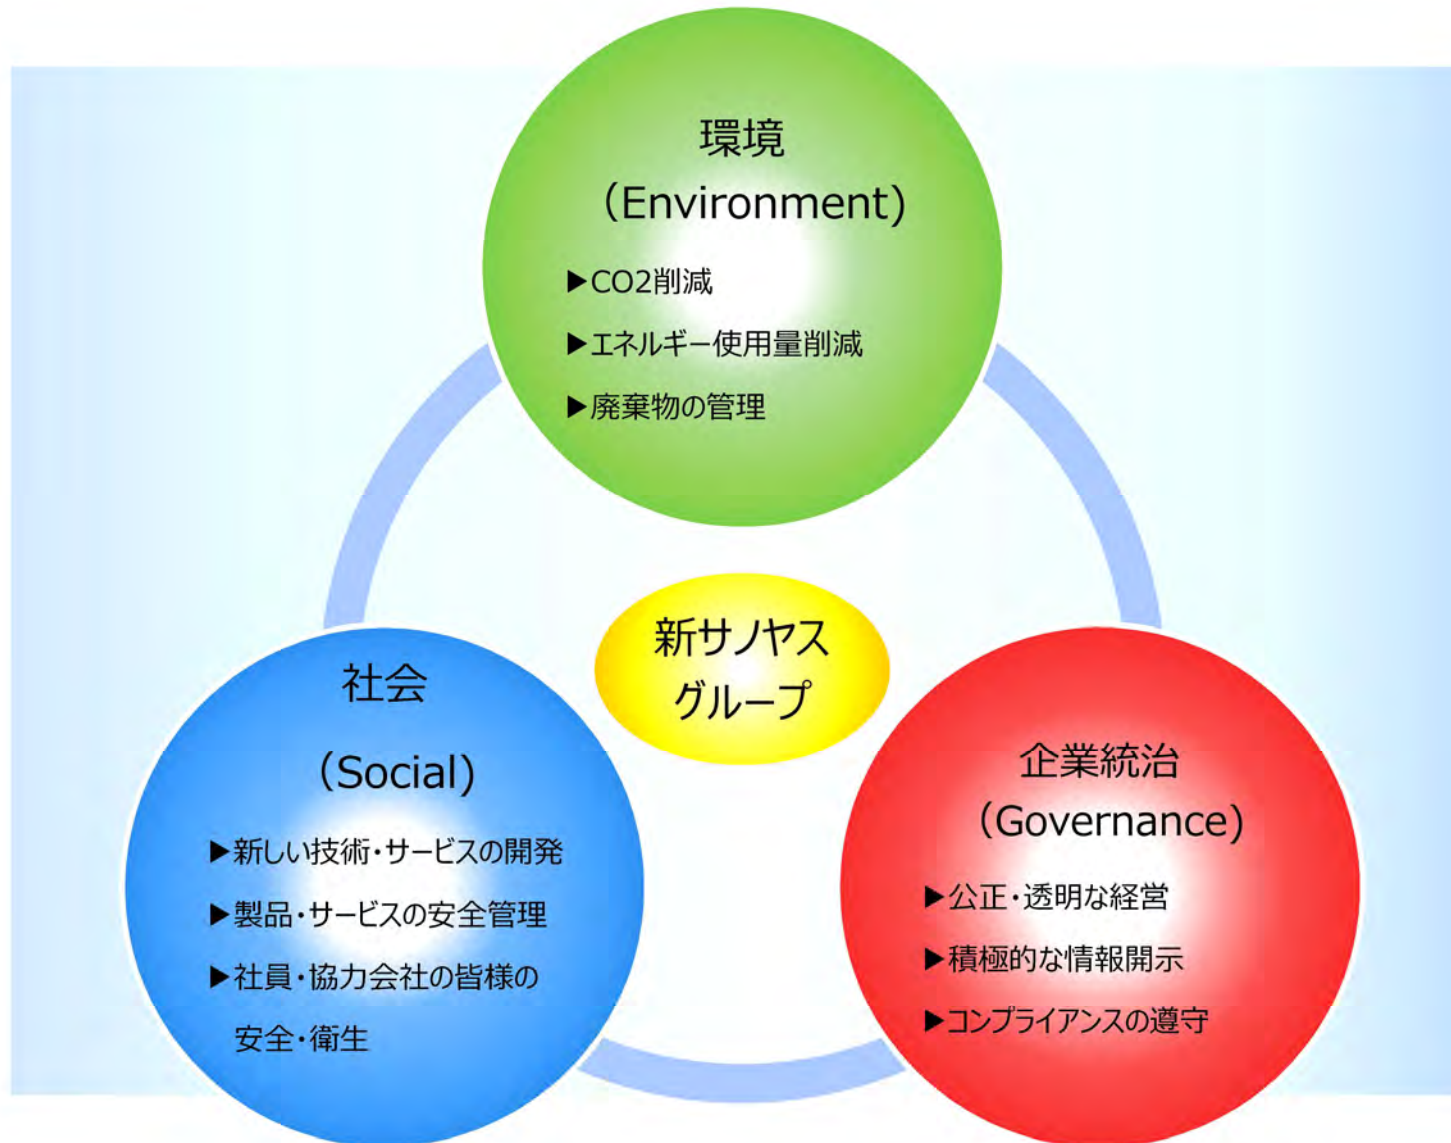 環境
（Environment)
▶CO2削減
▶エネルギー使用量削減
▶廃棄物の管理
新サノヤス
グループ
社会
（Social)
▶新しい技術・サービスの開発
▶製品・サービスの安全管理
▶社員・協力会社の皆様の
安全・衛生
企業統治
（Governance)
▶公正・透明な経営
▶積極的な情報開示
▶コンプライアンスの遵守